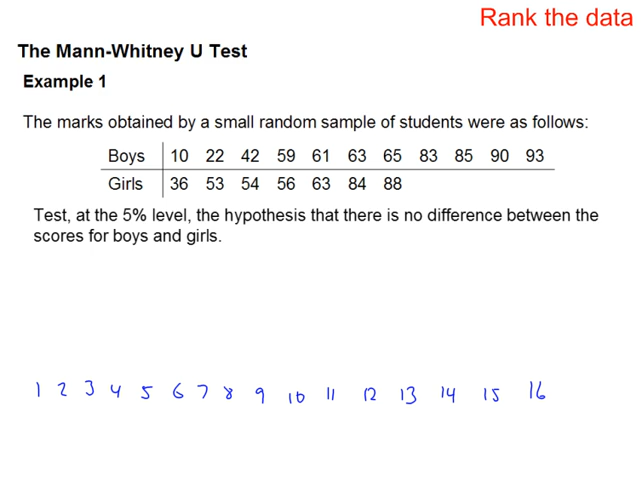 Rank the data
The Mann-Whitney U Test
Example 1
The marks obtained by a small random sample of students were as follows:
Boys 10 22 42 59 61 63 65 83 85 90 93
Girls 36 53 54 56 63 84 88
Test, at the 5% level, the hypothesis that there is no difference between the
scores for boys and girls.
1 2 3 4 5 6 7 8 9 10 11 12 13 14 15 16